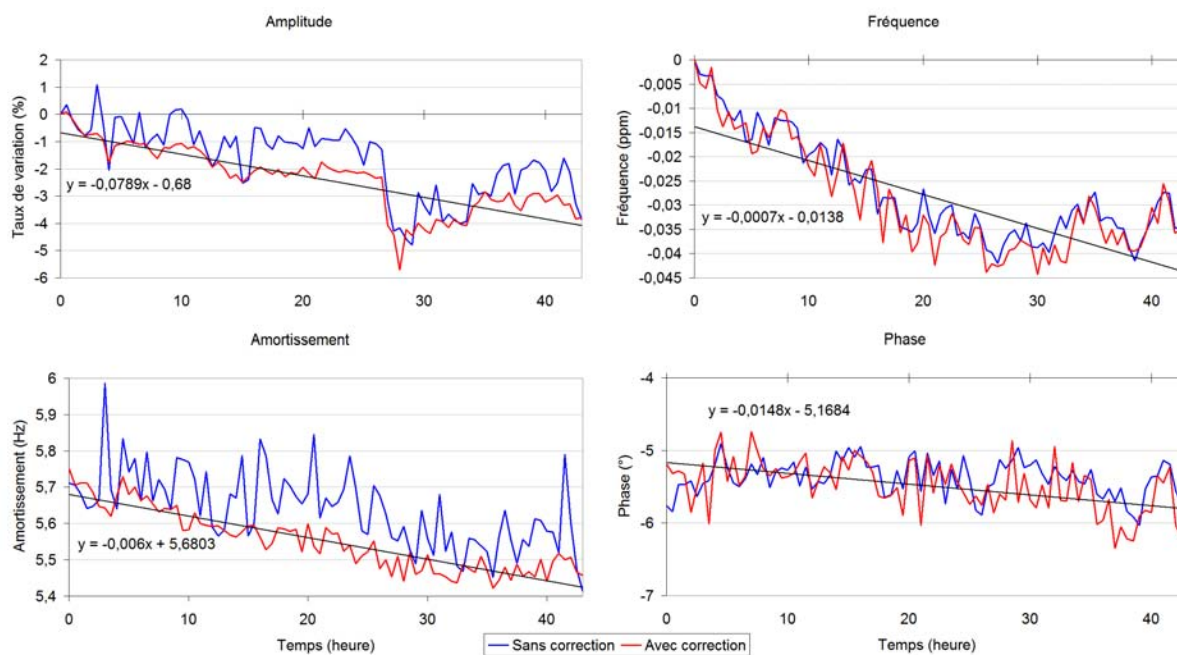 Amplitude
Taux de variation (%)
2
1
0
-1
-2
-3
-4
-5
-6
y = -0,0789x - 0,68
0 10 20 30 40
Fréquence
Fréquence (ppm)
0
-0,005
-0,01
-0,015
-0,02
-0,025
-0,03
-0,035
-0,04
-0,045
y = -0,0007x - 0,0138
0 10 20 30 40
Amortissement
Amortissement (Hz)
6
5,9
5,8
5,7
5,6
5,5
5,4
y = -0,006x + 5,6803
0 10 20 30 40
Temps (heure)
Phase
Phase (°)
-4
-5
-6
-7
y = -0,0148x - 5,1684
0 10 20 30 40
Temps (heure)
Sans correction Avec correction